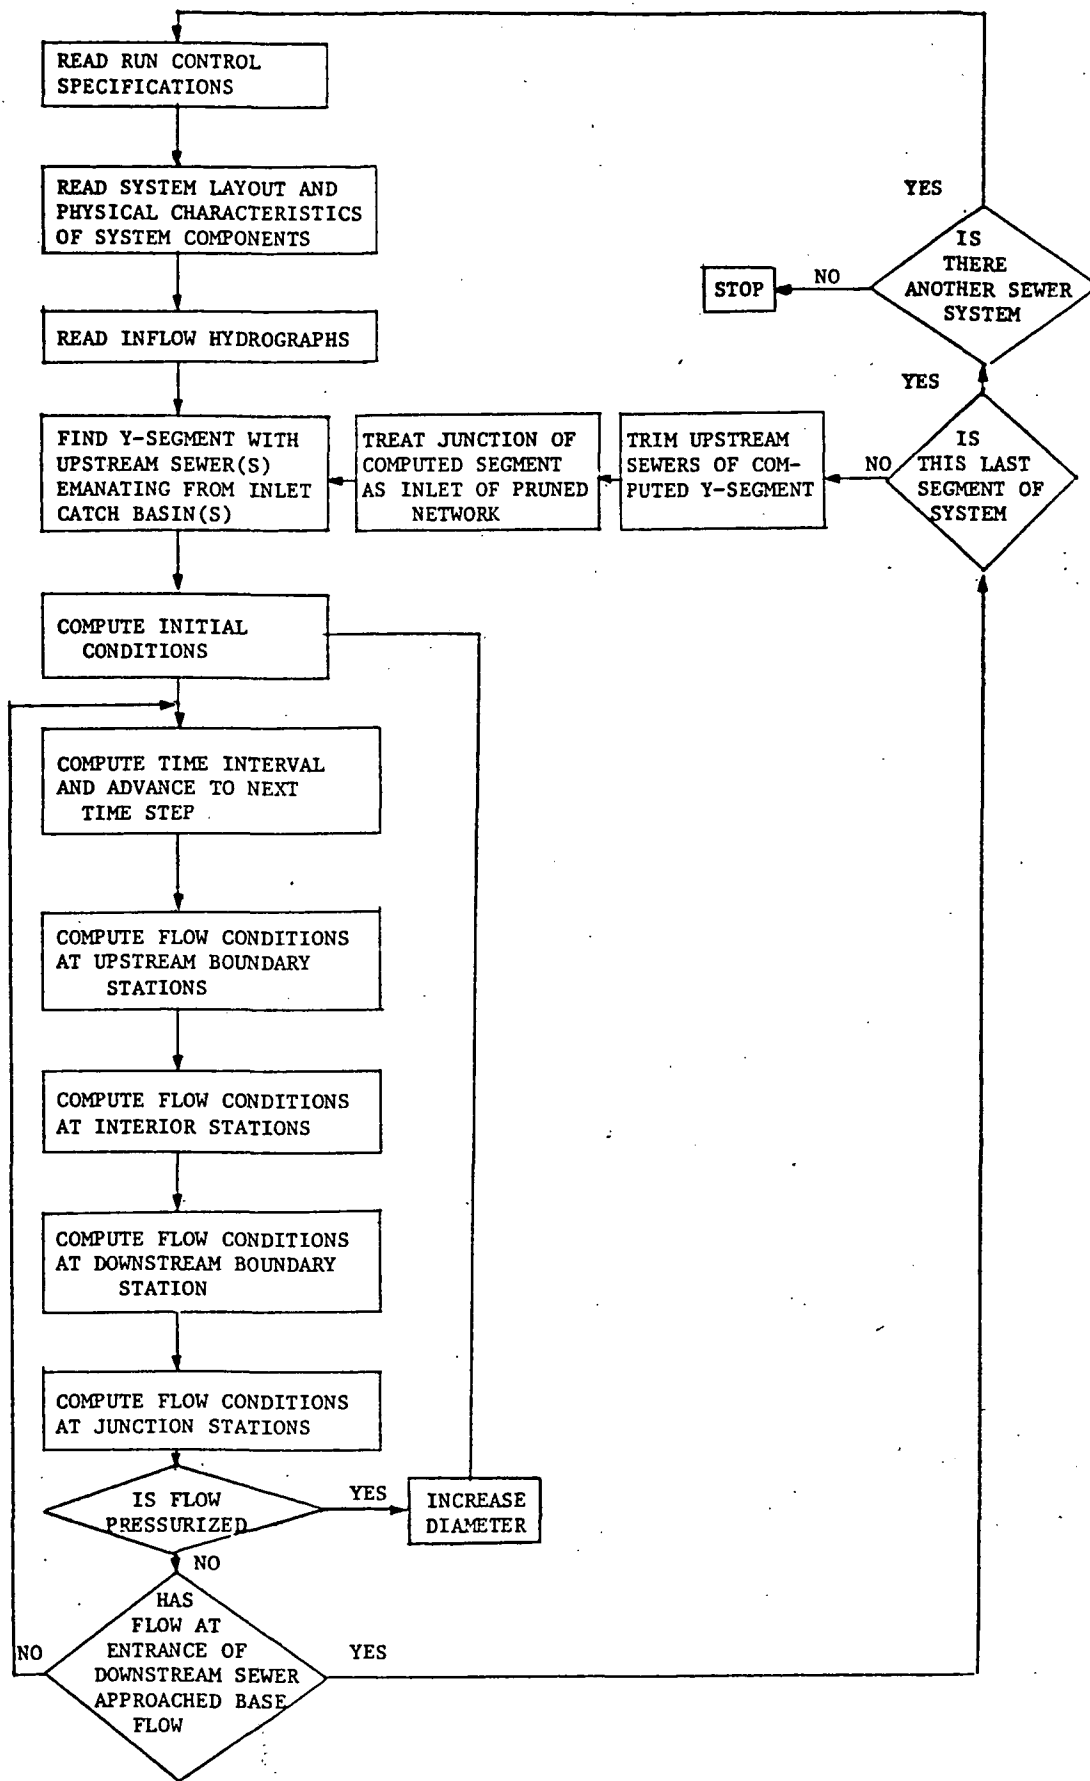 READ RUN CONTROL
SPECIFICATIONS
READ SYSTEM LAYOUT AND
PHYSICAL CHARACTERISTICS
OF SYSTEM COMPONENTS
READ INFLOW HYDROGRAPHS
FIND Y-SEGMENT WITH
UPSTREAM SEWER(S)
EMANATING FROM INLET
CATCH BASIN(S)
TREAT JUNCTION OF
COMPUTED SEGMENT
AS INLET OF PRUNED
NETWORK
TRIM UPSTREAM
SEWERS OF COM-
PUTED Y-SEGMENT
NO
IS
THIS LAST
SEGMENT OF
SYSTEM
YES
IS
THERE
ANOTHER SEWER
SYSTEM
YES
NO
STOP
COMPUTE INITIAL
CONDITIONS
COMPUTE TIME INTERVAL
AND ADVANCE TO NEXT
TIME STEP
COMPUTE FLOW CONDITIONS
AT UPSTREAM BOUNDARY
STATIONS
COMPUTE FLOW CONDITIONS
AT INTERIOR STATIONS
COMPUTE FLOW CONDITIONS
AT DOWNSTREAM BOUNDARY
STATION
COMPUTE FLOW CONDITIONS
AT JUNCTION STATIONS
IS FLOW
PRESSURIZED
YES
INCREASE
DIAMETER
NO
HAS
FLOW AT
ENTRANCE OF
DOWNSTREAM SEWER
APPROACHED BASE
FLOW
NO
YES